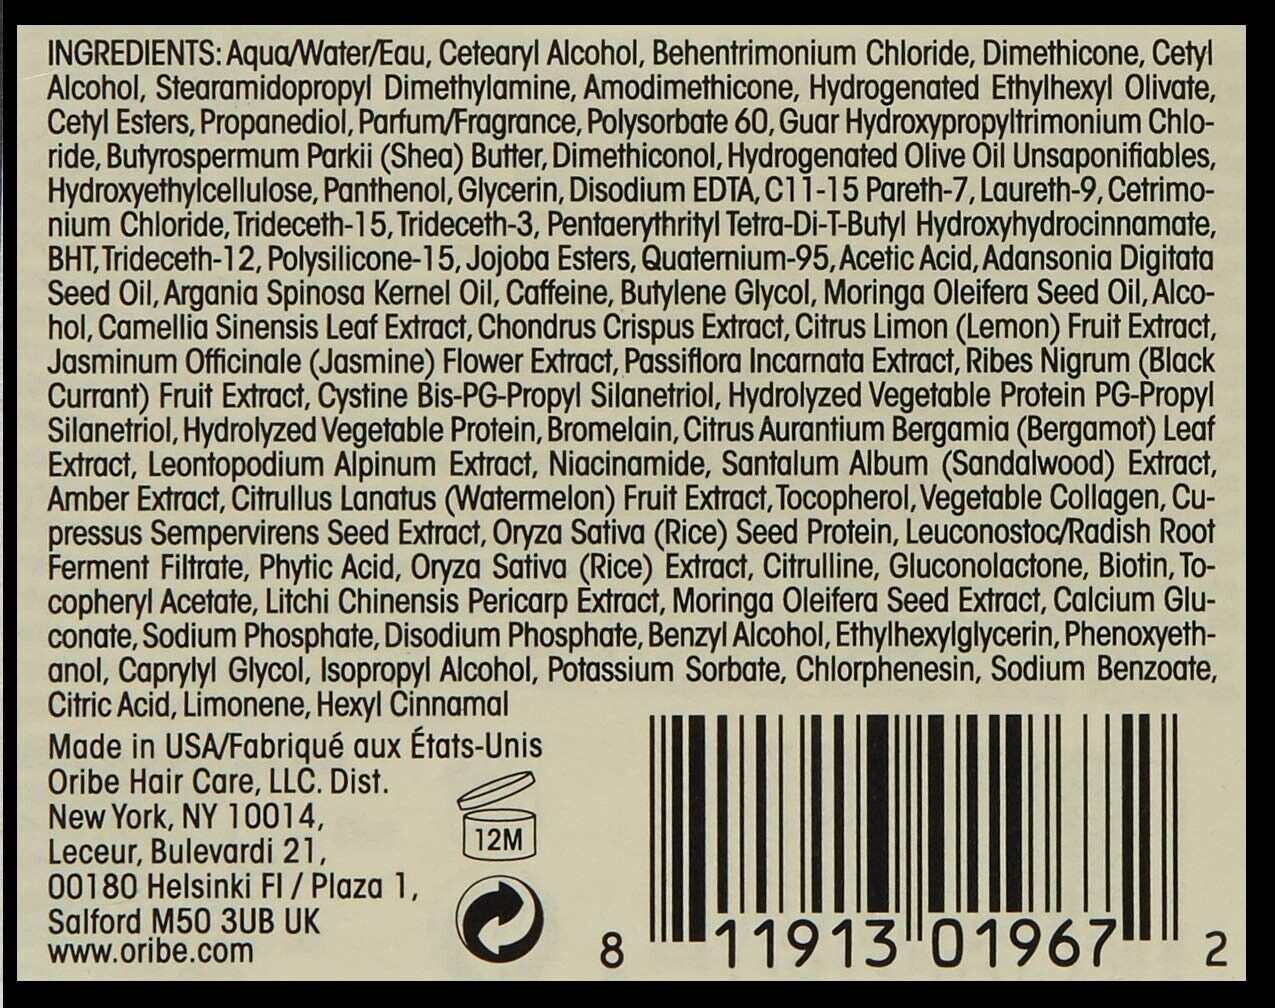 INGREDIENTS: Aqua/Water/Eau, Cetearyl Alcohol, Behentrimonium Chloride, Dimethicone, Cetyl
Alcohol, Stearamidopropyl Dimethylamine, Amodimethicone, Hydrogenated Ethylhexyl Olivate,
Cetyl Esters, Propanediol, Parfum/Fragrance, Polysorbate 60, Guar Hydroxypropyltrimonium Chlo-
ride, Butyrospermum Parkii (Shea) Butter, Dimethiconol, Hydrogenated Olive Oil Unsaponifiables,
Hydroxyethylcellulose, Panthenol, Glycerin, Disodium EDTA, C11-15 Pareth-7, Laureth-9, Cetrimo-
nium Chloride, Trideceth-15, Trideceth-3, Pentaerythrityl Tetra-Di-T-Butyl Hydroxyhydrocinnamate,
BHT, Trideceth-12, Polysilicone-15, Jojoba Esters, Quaternium-95, Acetic Acid, Adansonia Digitata
Seed Oil, Argania Spinosa Kernel Oil, Caffeine, Butylene Glycol, Moringa Oleifera Seed Oil, Alco-
hol, Camellia Sinensis Leaf Extract, Chondrus Crispus Extract, Citrus Limon (Lemon) Fruit Extract,
Jasminum Officinale (Jasmine) Flower Extract, Passiflora Incarnata Extract, Ribes Nigrum (Black
Currant) Fruit Extract, Cystine Bis-PG-Propyl Silanetriol, Hydrolyzed Vegetable Protein PG-Propyl
Silanetriol, Hydrolyzed Vegetable Protein, Bromelain, Citrus Aurantium Bergamia (Bergamot) Leaf
Extract, Leontopodium Alpinum Extract, Niacinamide, Santalum Album (Sandalwood) Extract,
Amber Extract, Citrullus Lanatus (Watermelon) Fruit Extract, Tocopherol, Vegetable Collagen, Cu-
pressus Sempervirens Seed Extract, Oryza Sativa (Rice) Seed Protein, Leuconostoc/Radish Root
Ferment Filtrate, Phytic Acid, Oryza Sativa (Rice) Extract, Citrulline, Gluconolactone, Biotin, To-
copheryl Acetate, Litchi Chinensis Pericarp Extract, Moringa Oleifera Seed Extract, Calcium Glu-
conate, Sodium Phosphate, Disodium Phosphate, Benzyl Alcohol, Ethylhexylglycerin, Phenoxyeth-
anol, Caprylyl Glycol, Isopropyl Alcohol, Potassium Sorbate, Chlorphenesin, Sodium Benzoate,
Citric Acid, Limonene, Hexyl Cinnamal
Made in USA/Fabriqué aux États-Unis
Oribe Hair Care, LLC. Dist.
New York, NY 10014,
Leceur, Bulevardi 21,
00180 Helsinki FI / Plaza 1,
Salford M50 3UB UK
www.oribe.com
12M
8 11913 01967 2